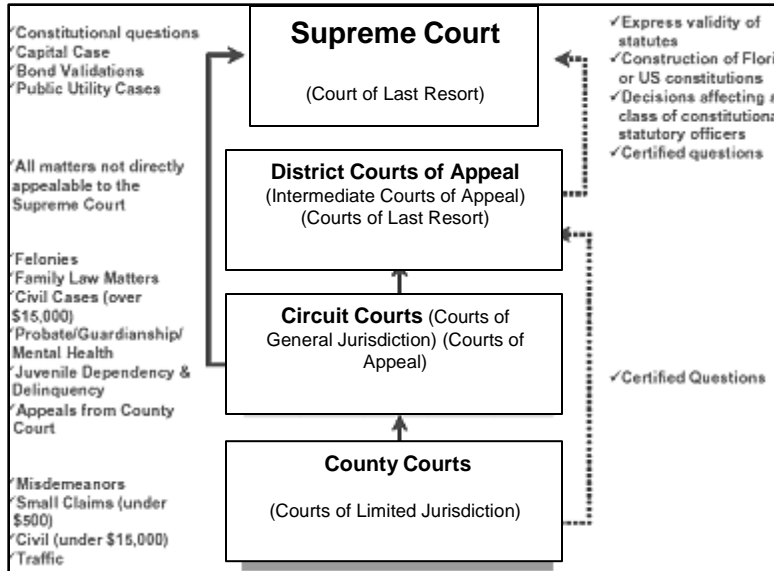 Supreme Court
(Court of Last Resort)
✓Constitutional questions
✓Capital Case
✓Bond Validations
✓Public Utility Cases
✓Express validity of
statutes
✓Construction of Flori
or US constitutions
✓Decisions affecting a
class of constitutiona
statutory officers
✓Certified questions
✓All matters not directly
appealable to the
Supreme Court
District Courts of Appeal
(Intermediate Courts of Appeal)
(Courts of Last Resort)
✓Felonies
✓Family Law Matters
✓Civil Cases (over
$15,000)
✓Probate/Guardianship/
Mental Health
✓Juvenile Dependency &
Delinquency
✓Appeals from County
Court
Circuit Courts (Courts of
General Jurisdiction) (Courts of
Appeal)
✓Certified Questions
✓Misdemeanors
✓Small Claims (under
$500)
✓Civil (under $15,000)
✓Traffic
County Courts
(Courts of Limited Jurisdiction)